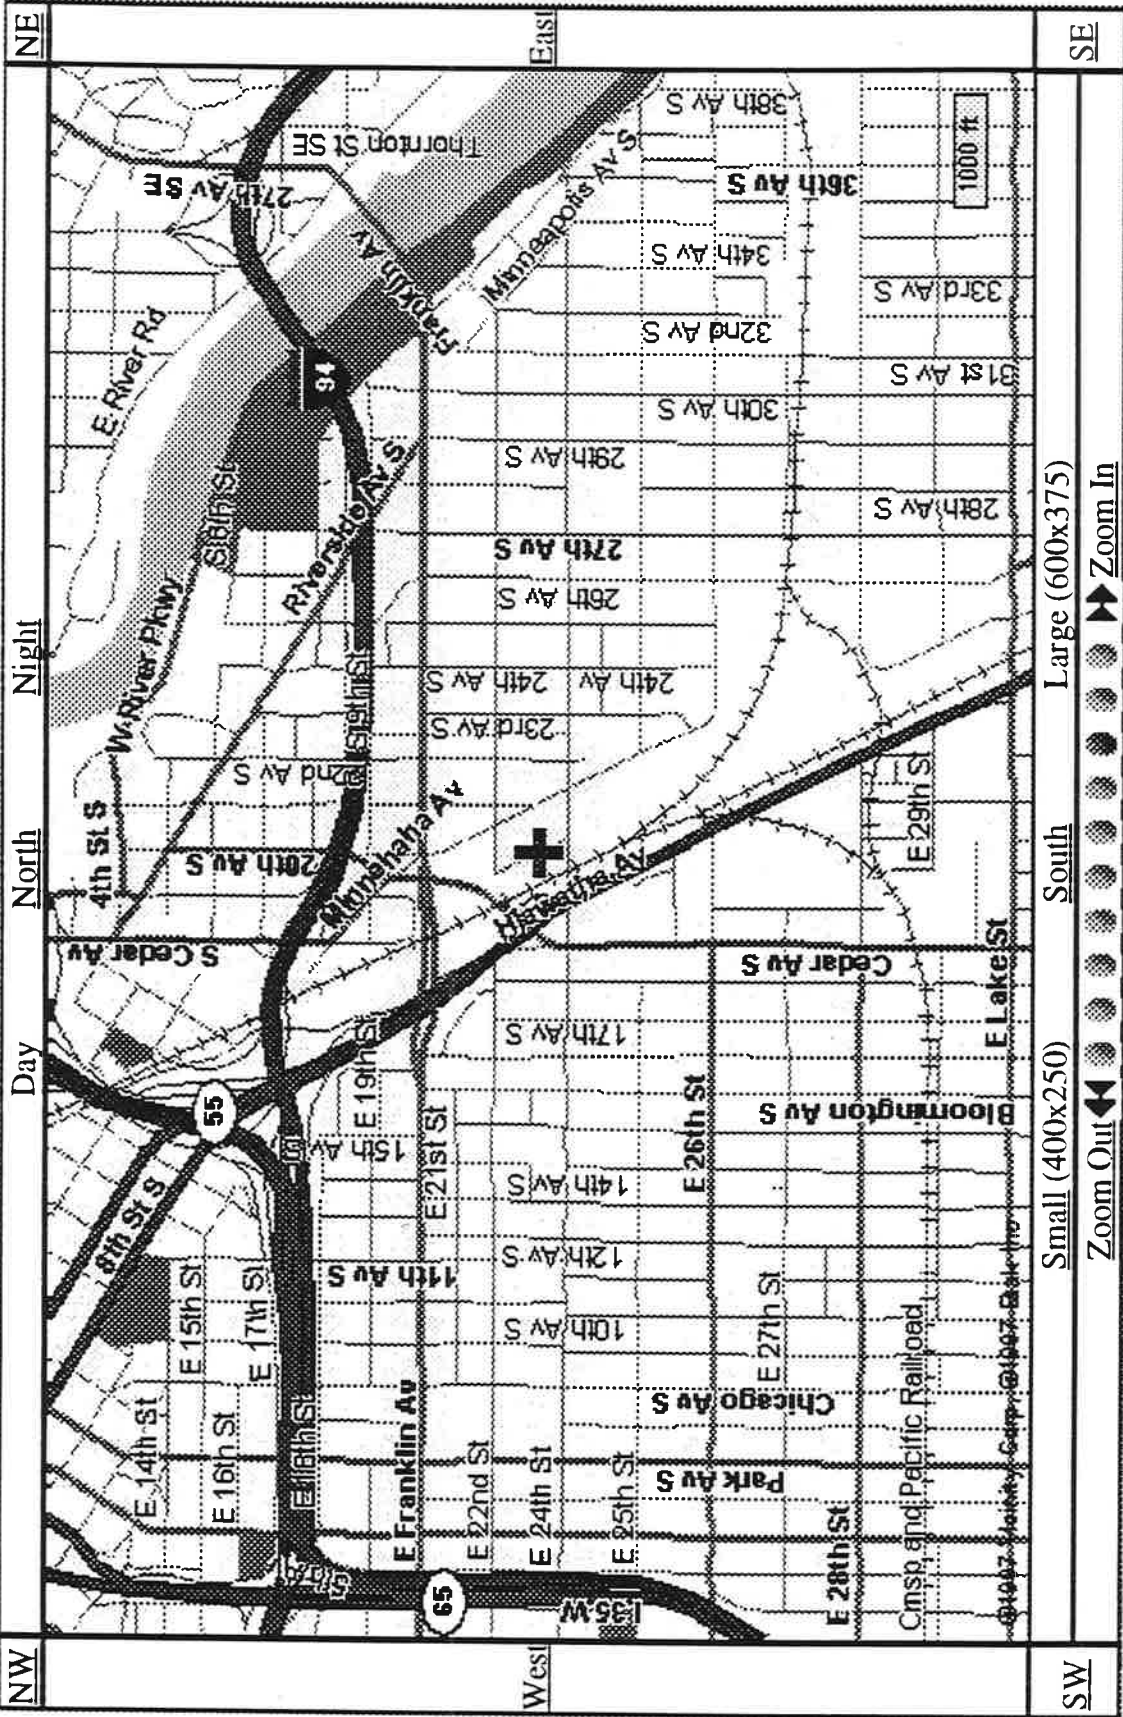 NW
Day
North
Night
NE
West
East
4th St S
W River Pkwy
E River Rd
S Cedar Av
8th St S
55
20th Av S
Riverside Av S
27th Av SE
Thornton St SE
94
E 14th St
E 15th St
E 16th St
E 17th St
E 18th St
15th Av
E 19th St
Minnehaha Av
S 9th St
Franklin Av
Minneapolis Av S
11th Av S
E Franklin Av
E 21st St
65
I-35 W
E 22nd St
E 24th St
E 25th St
10th Av S
12th Av S
14th Av S
17th Av S
Hiawatha Av
23rd Av S
24th Av S
24th Av S
26th Av S
27th Av S
29th Av S
30th Av S
32nd Av S
34th Av S
36th Av S
38th Av S
Park Av S
Chicago Av S
E 26th St
E 27th St
Bloomington Av S
Cedar Av S
E 28th St
E 29th St
28th Av S
31st Av S
33rd Av S
Cmsp and Pacific Railroad
E Lake St
1000 ft
SW
Small (400x250)
South
Large (600x375)
SE
Zoom Out
Zoom In